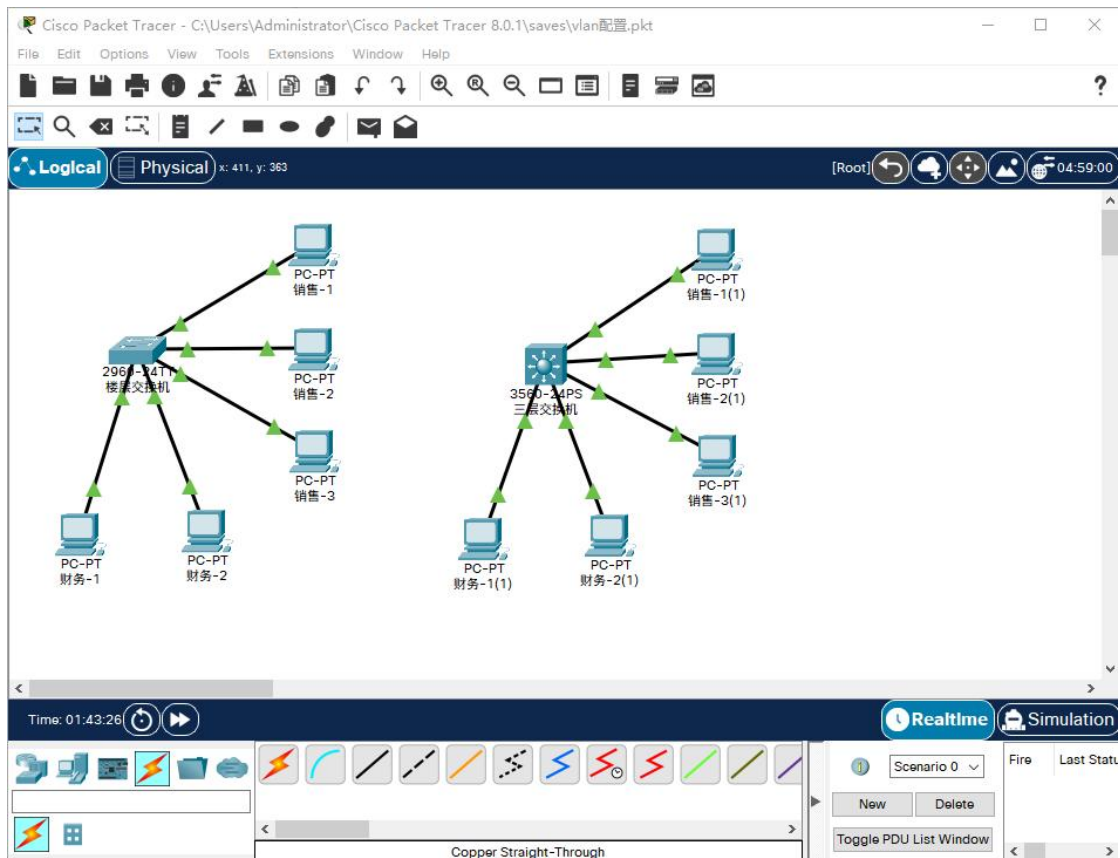 Cisco Packet Tracer - C:\Users\Administrator\Cisco Packet Tracer 8.0.1\saves\vlan配置.pkt
File Edit Options View Tools Extensions Window Help
?
Logical Physical x: 411, y: 363 [Root] 04:59:00
PC-PT
销售-1
PC-PT
销售-1(1)
2960-24TT
楼层交换机
PC-PT
销售-2
3560-24PS
三层交换机
PC-PT
销售-2(1)
PC-PT
销售-3
PC-PT
销售-3(1)
PC-PT
财务-1
PC-PT
财务-2
PC-PT
财务-1(1)
PC-PT
财务-2(1)
Time: 01:43:26 Realtime Simulation
Scenario 0 Fire Last Statu
New Delete
Toggle PDU List Window
Copper Straight-Through